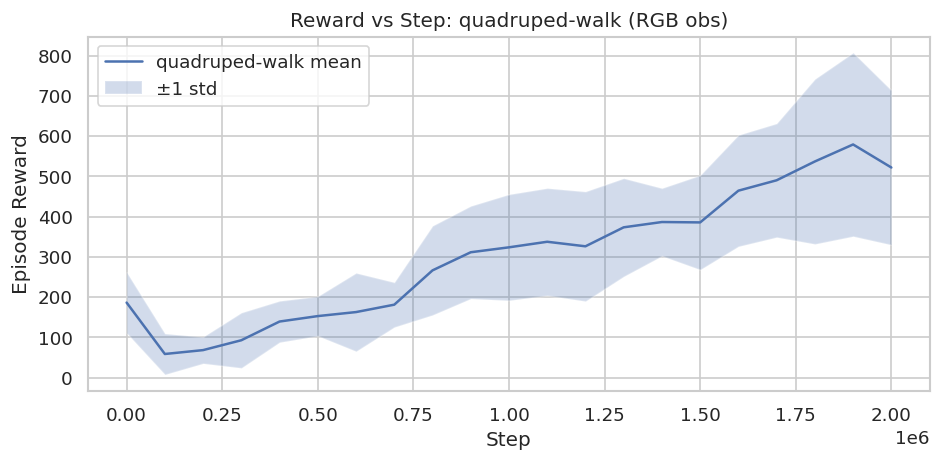 Reward vs Step: quadruped-walk (RGB obs)
quadruped-walk mean
±1 std
Episode Reward
800
700
600
500
400
300
200
100
0
0.00 0.25 0.50 0.75 1.00 1.25 1.50 1.75 2.00
1e6
Step